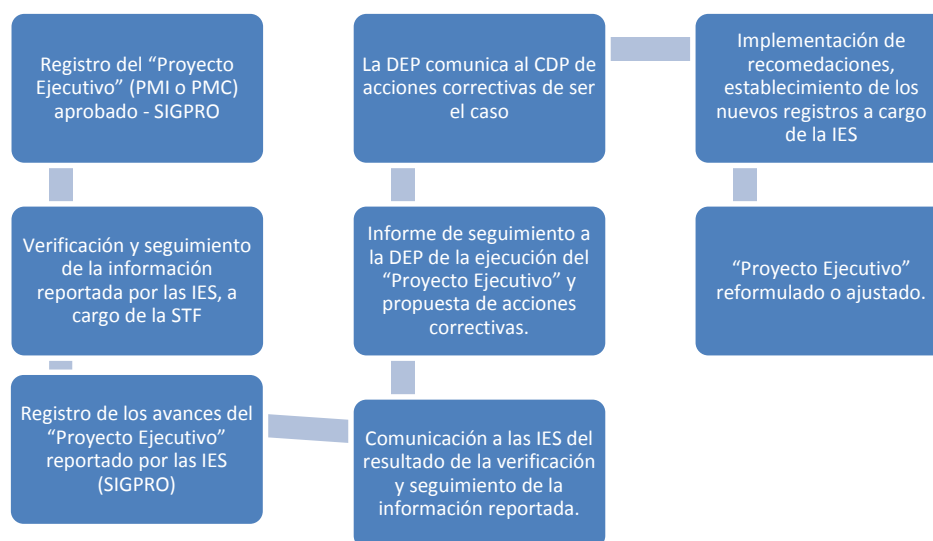 Registro del “Proyecto
Ejecutivo” (PMI o PMC)
aprobado - SIGPRO
Verificación y seguimiento
de la información
reportada por las IES, a
cargo de la STF
Registro de los avances del
“Proyecto Ejecutivo”
reportado por las IES
(SIGPRO)
Comunicación a las IES del
resultado de la verificación
y seguimiento de la
información reportada.
Informe de seguimiento a
la DEP de la ejecución del
“Proyecto Ejecutivo” y
propuesta de acciones
correctivas.
La DEP comunica al CDP de
acciones correctivas de ser
el caso
Implementación de
recomedaciones,
establecimiento de los
nuevos registros a cargo
de la IES
“Proyecto Ejecutivo”
reformulado o ajustado.